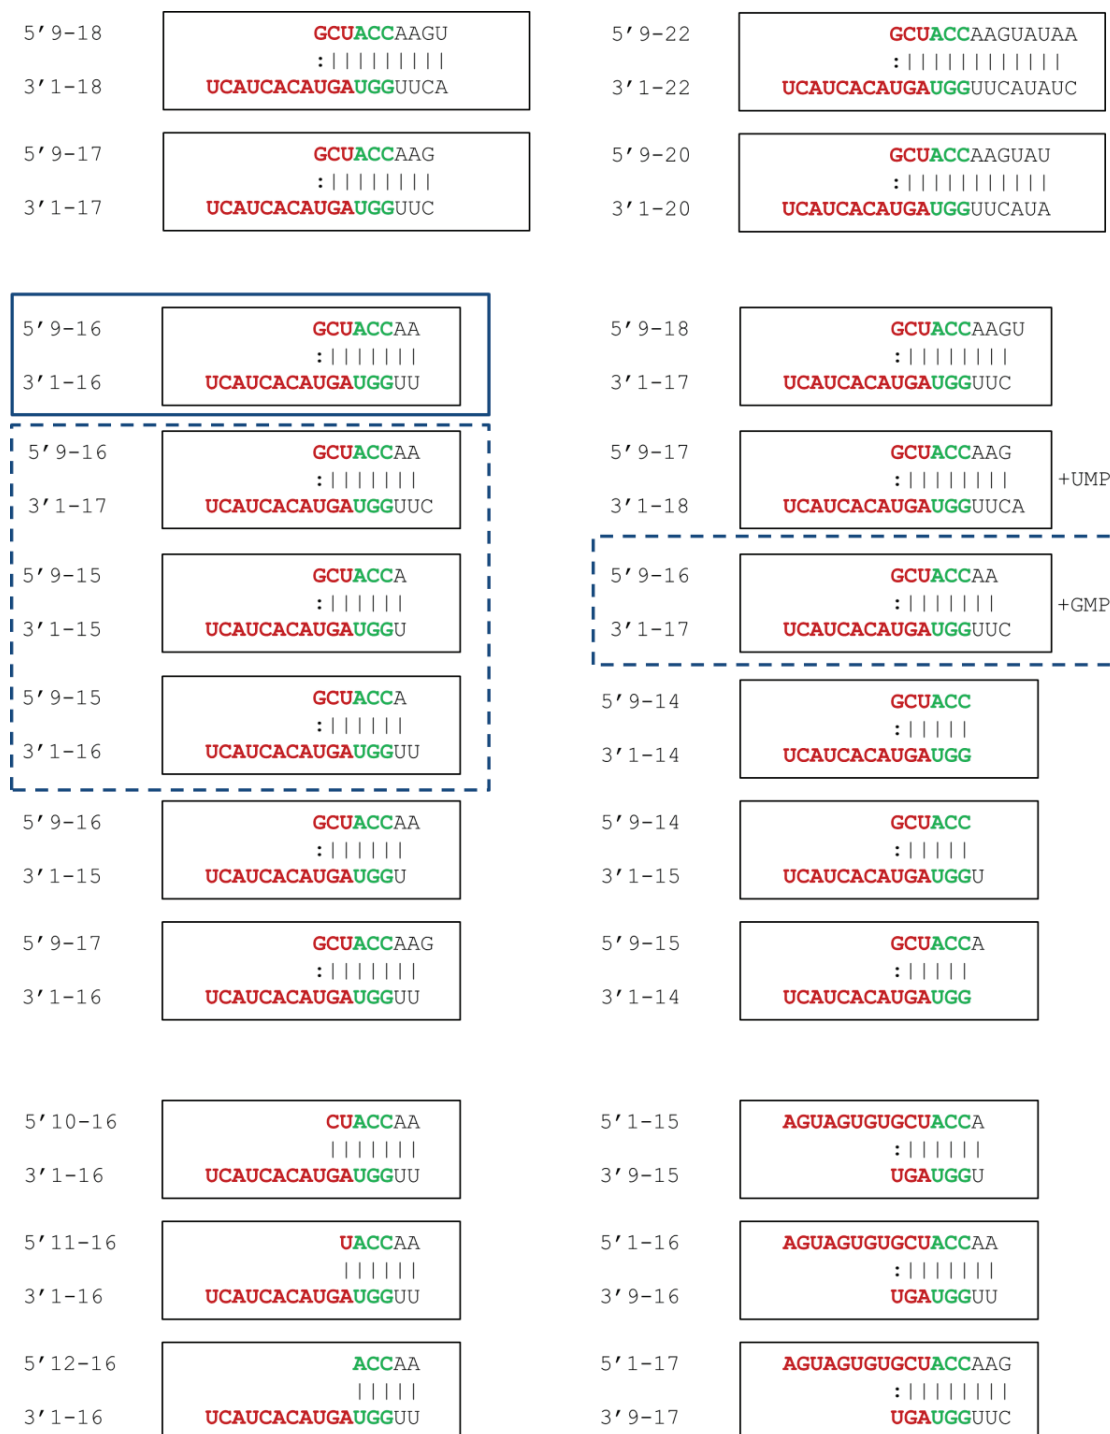 5′9-18 GCUACCAAGU
:|||||||||
3′1-18 UCAUCACAUGAUGGUUCA
5′9-17 GCUACCAAG
:||||||||
3′1-17 UCAUCACAUGAUGGUUC
5′9-16 GCUACCAA
:|||||||
3′1-16 UCAUCACAUGAUGGUU
5′9-16 GCUACCAA
:|||||||
3′1-17 UCAUCACAUGAUGGUUC
5′9-15 GCUACCA
:||||||
3′1-15 UCAUCACAUGAUGGU
5′9-15 GCUACCA
:||||||
3′1-16 UCAUCACAUGAUGGUU
5′9-16 GCUACCAA
:||||||
3′1-15 UCAUCACAUGAUGGU
5′9-17 GCUACCAAG
:|||||||
3′1-16 UCAUCACAUGAUGGUU
5′10-16 CUACCAA
|||||||
3′1-16 UCAUCACAUGAUGGUU
5′11-16 UACCAA
||||||
3′1-16 UCAUCACAUGAUGGUU
5′12-16 ACCAA
|||||
3′1-16 UCAUCACAUGAUGGUU
5′9-22 GCUACCAAGUAUAA
:||||||||||||
3′1-22 UCAUCACAUGAUGGUUCAUAUC
5′9-20 GCUACCAAGUAU
:|||||||||||
3′1-20 UCAUCACAUGAUGGUUCAUA
5′9-18 GCUACCAAGU
:||||||||
3′1-17 UCAUCACAUGAUGGUUC
5′9-17 GCUACCAAG
:||||||||
+UMP
3′1-18 UCAUCACAUGAUGGUUCA
5′9-16 GCUACCAA
:|||||||
+GMP
3′1-17 UCAUCACAUGAUGGUUC
5′9-14 GCUACC
:|||||
3′1-14 UCAUCACAUGAUGG
5′9-14 GCUACC
:|||||
3′1-15 UCAUCACAUGAUGGU
5′9-15 GCUACCA
:|||||
3′1-14 UCAUCACAUGAUGG
5′1-15 AGUAGUGUGCUACCA
:||||||
3′9-15 UGAUGGU
5′1-16 AGUAGUGUGCUACCAA
:|||||||
3′9-16 UGAUGGUU
5′1-17 AGUAGUGUGCUACCAAG
:||||||||
3′9-17 UGAUGGUUC